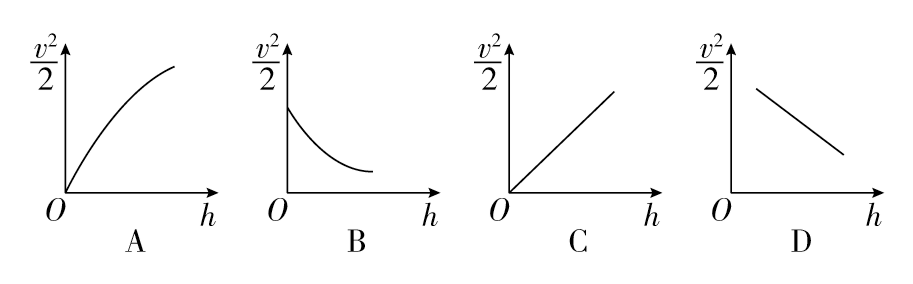 v²/2 v²/2 v²/2 v²/2
O h O h O h O h
A B C D